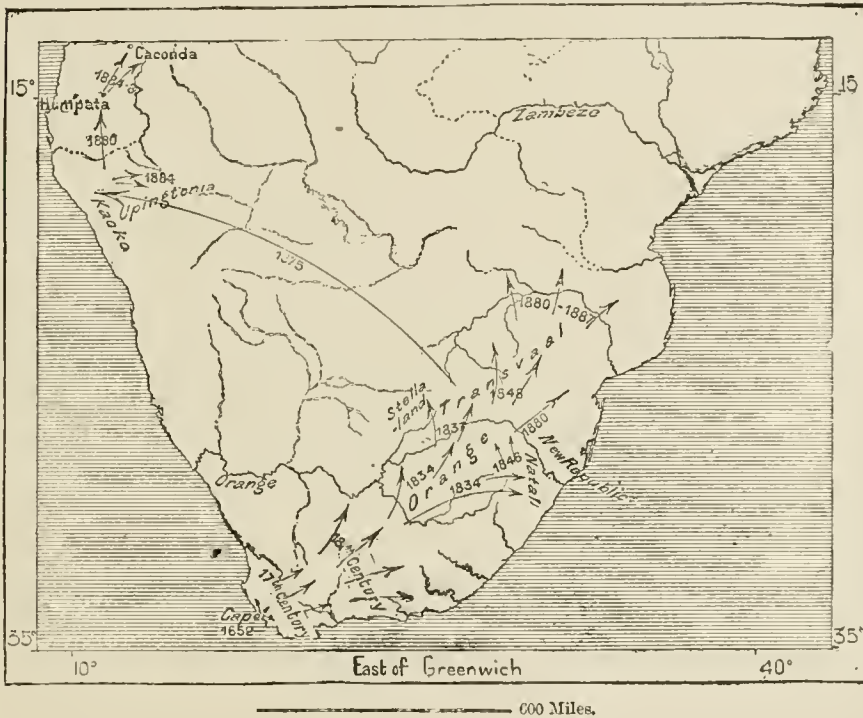 Caconda
1884-5
15°
15°
Humpata
Zambeze
1880
1884
Upingtonia
Kaoko
1875
1880-1887
Transvaal
Stella
land
1848
1837
1880
New Republic
Orange
1846
Natal
1834
1834
Orange
18th Century
17th Century
Cape
1652
35°
35°
10°
East of Greenwich
40°
600 Miles.